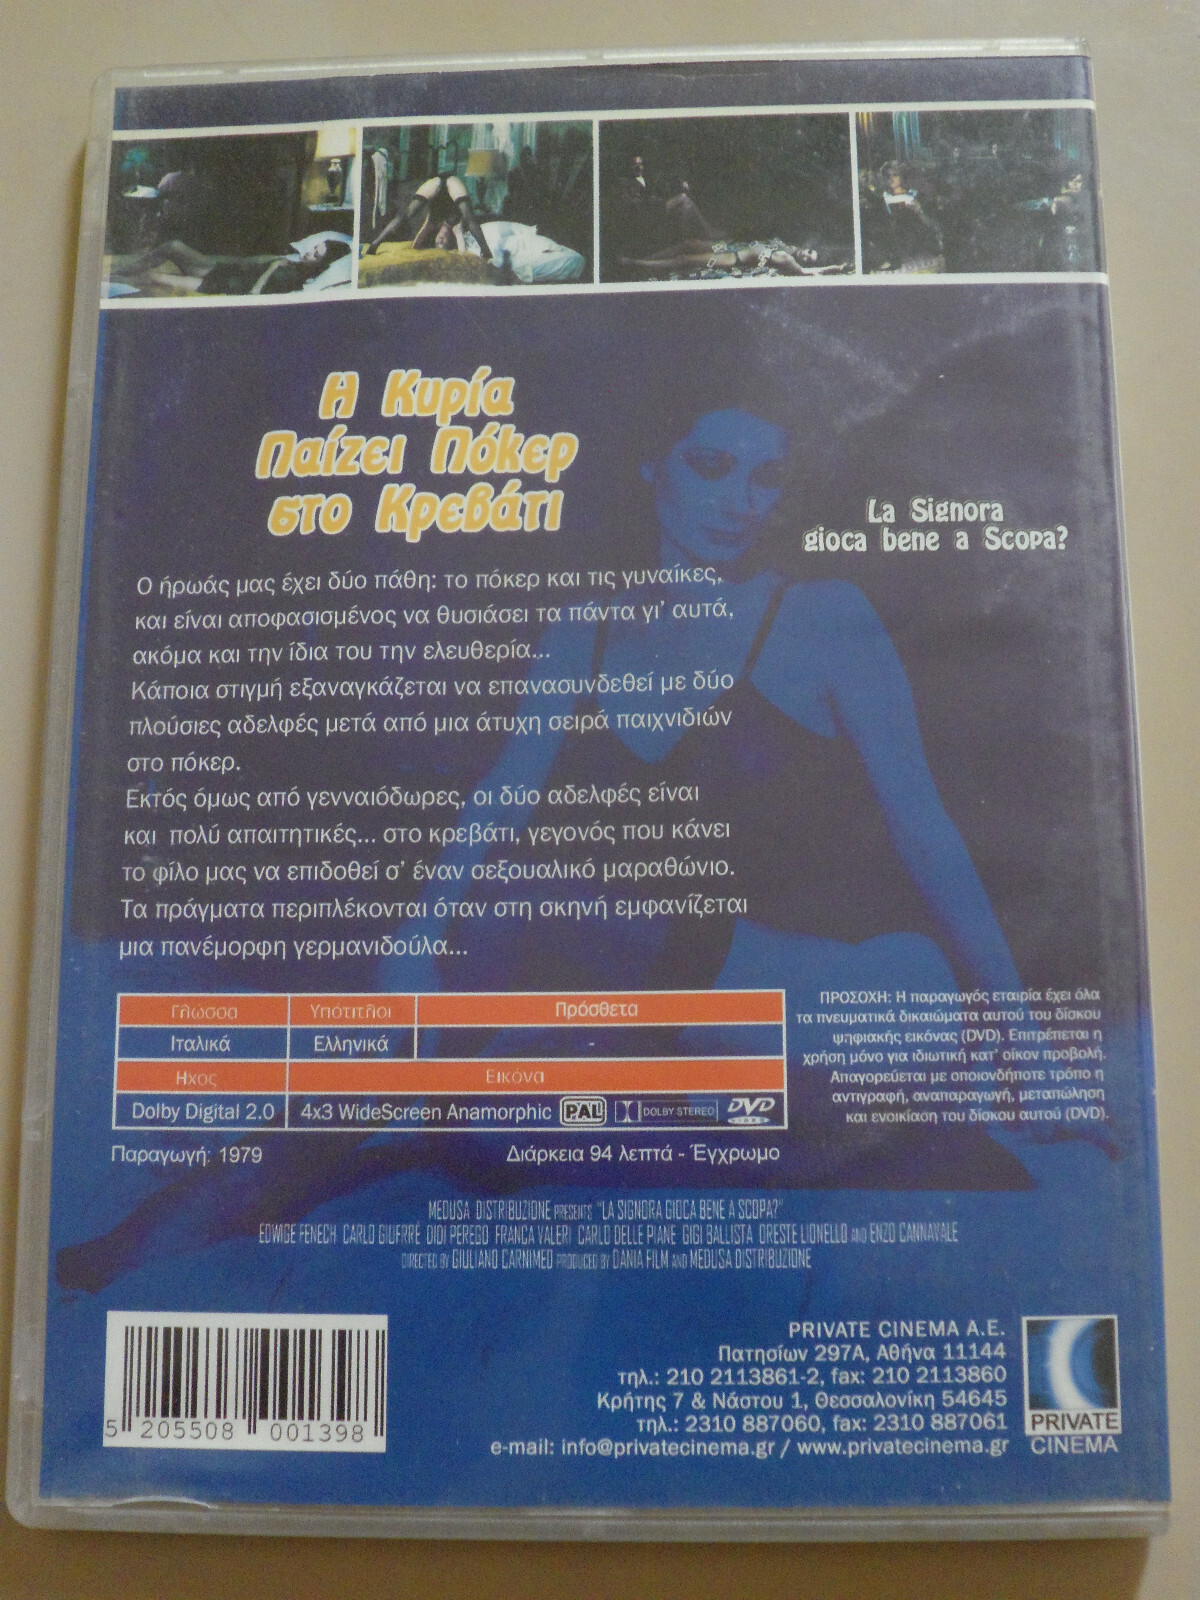 Η Κυρία
Παίζει Πόκερ
στο Κρεβάτι
La Signora
gioca bene a Scopa?
Ο ήρωάς μας έχει δύο πάθη: το πόκερ και τις γυναίκες,
και είναι αποφασισμένος να θυσιάσει τα πάντα γι' αυτά,
ακόμα και την ίδια του την ελευθερία...
Κάποια στιγμή εξαναγκάζεται να επανασυνδεθεί με δύο
πλούσιες αδελφές μετά από μια άτυχη σειρά παιχνιδιών
στο πόκερ.
Εκτός όμως από γενναιόδωρες, οι δύο αδελφές είναι
και πολύ απαιτητικές... στο κρεβάτι, γεγονός που κάνει
το φίλο μας να επιδοθεί σ' έναν σεξουαλικό μαραθώνιο.
Τα πράγματα περιπλέκονται όταν στη σκηνή εμφανίζεται
μια πανέμορφη γερμανιδούλα...
Γλώσσα Υπότιτλοι Πρόσθετα
Ιταλικά Ελληνικά -
Ηχος Εικόνα
Dolby Digital 2.0 4x3 WideScreen Anamorphic PAL DOLBY STEREO DVD VIDEO
Παραγωγή: 1979 Διάρκεια 94 λεπτά - Έγχρωμο
ΠΡΟΣΟΧΗ: Η παραγωγός εταιρία έχει όλα
τα πνευματικά δικαιώματα αυτού του δίσκου
ψηφιακής εικόνας (DVD). Επιτρέπεται η
χρήση μόνο για ιδιωτική κατ' οίκον προβολή.
Απαγορεύεται με οποιονδήποτε τρόπο η
αντιγραφή, αναπαραγωγή, μεταπώληση
και ενοικίαση του δίσκου αυτού (DVD).
MEDUSA DISTRIBUZIONE PRESENTS "LA SIGNORA GIOCA BENE A SCOPA?"
EDWIGE FENECH CARLO GIUFRRÉ DIDI PEREGO FRANCA VALERI CARLO DELLE PIANE GIGI BALLISTA ORESTE LIONELLO AND ENZO CANNAVALE
DIRECTED BY GIULIANO CARNIMEO PRODUCED BY DANIA FILM AND MEDUSA DISTRIBUZIONE
5 205508 001398
PRIVATE CINEMA A.E.
Πατησίων 297Α, Αθήνα 11144
τηλ.: 210 2113861-2, fax: 210 2113860
Κρήτης 7 & Νάστου 1, Θεσσαλονίκη 54645
τηλ.: 2310 887060, fax: 2310 887061
e-mail: info@privatecinema.gr / www.privatecinema.gr
PRIVATE
CINEMA